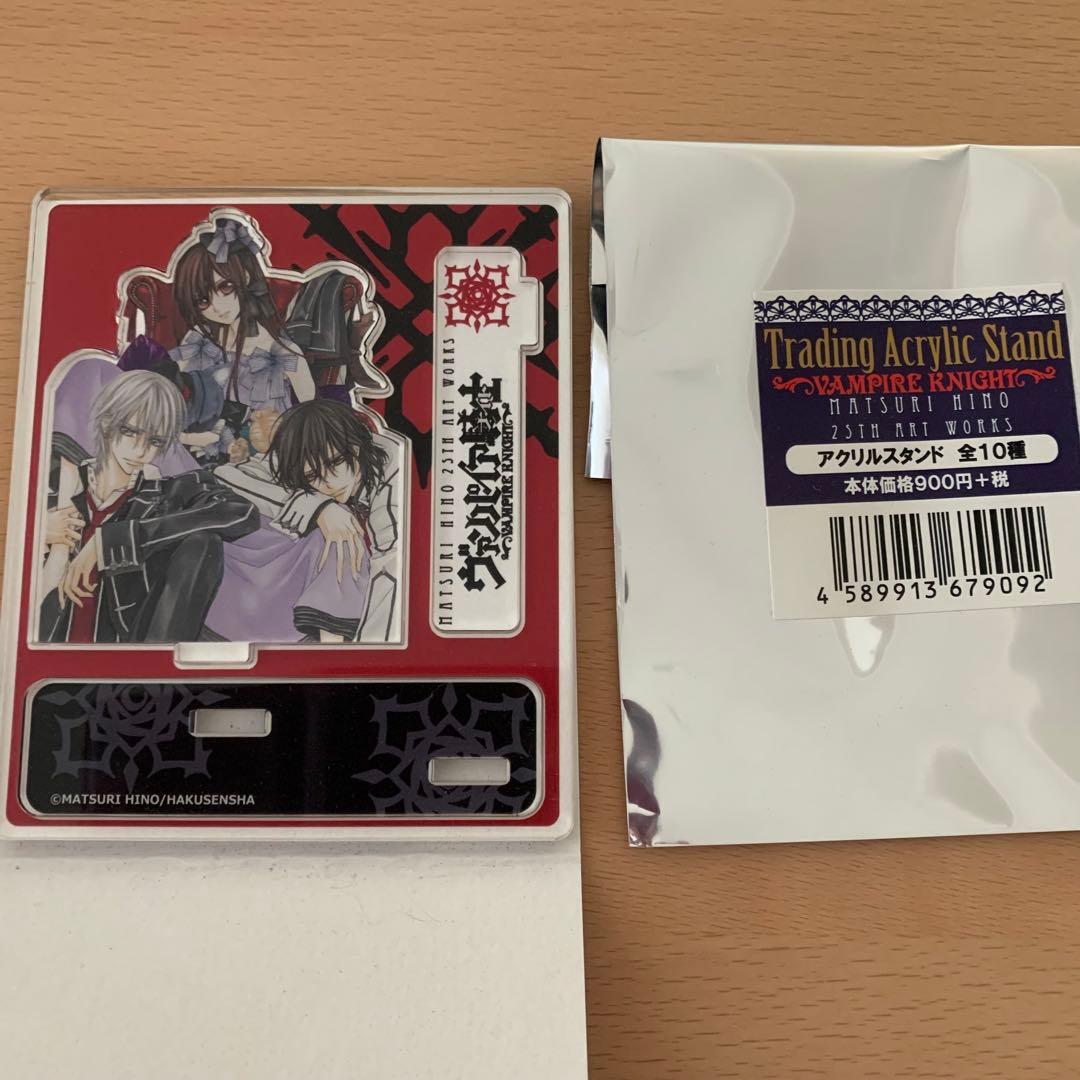 MATSURI HINO 25TH ART WORKS
ヴァンパイア騎士
VAMPIRE KNIGHT
©MATSURI HINO/HAKUSENSHA
Trading Acrylic Stand
VAMPIRE KNIGHT
MATSURI HINO
25TH ART WORKS
アクリルスタンド 全10種
本体価格900円+税
4 589913 679092